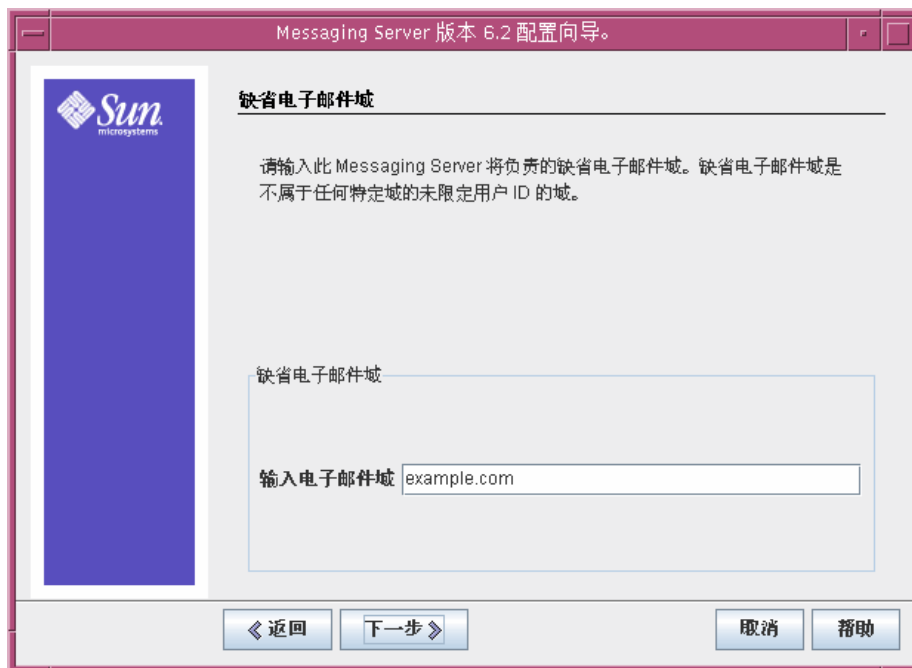 Messaging Server 版本 6.2 配置向导。
Sun
microsystems
缺省电子邮件域
请输入此 Messaging Server 将负责的缺省电子邮件域。缺省电子邮件域是
不属于任何特定域的未限定用户 ID 的域。
缺省电子邮件域
输入电子邮件域 example.com
返回 下一步 取消 帮助